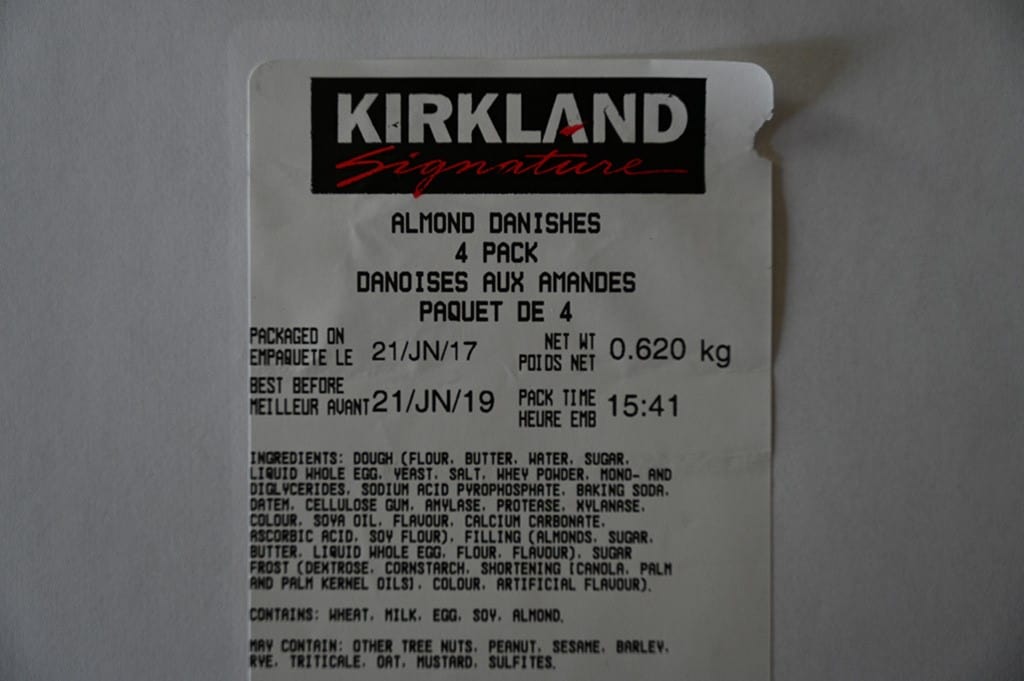 KIRKLAND
Signature
ALMOND DANISHES
4 PACK
DANOISES AUX AMANDES
PAQUET DE 4
PACKAGED ON
EMPAQUETE LE 21/JN/17
NET WT
POIDS NET 0.620 kg
BEST BEFORE
MEILLEUR AVANT 21/JN/19
PACK TIME
HEURE EMB 15:41
INGREDIENTS: DOUGH (FLOUR, BUTTER, WATER, SUGAR,
LIQUID WHOLE EGG, YEAST, SALT, WHEY POWDER, MONO- AND
DIGLYCERIDES, SODIUM ACID PYROPHOSPHATE, BAKING SODA,
DATEM, CELLULOSE GUM, AMYLASE, PROTEASE, XYLANASE,
COLOUR, SOYA OIL, FLAVOUR, CALCIUM CARBONATE,
ASCORBIC ACID, SOY FLOUR), FILLING (ALMONDS, SUGAR,
BUTTER, LIQUID WHOLE EGG, FLOUR, FLAVOUR), SUGAR
FROST (DEXTROSE, CORNSTARCH, SHORTENING [CANOLA, PALM
AND PALM KERNEL OILS], COLOUR, ARTIFICIAL FLAVOUR).
CONTAINS: WHEAT, MILK, EGG, SOY, ALMOND.
MAY CONTAIN: OTHER TREE NUTS, PEANUT, SESAME, BARLEY,
RYE, TRITICALE, OAT, MUSTARD, SULFITES.